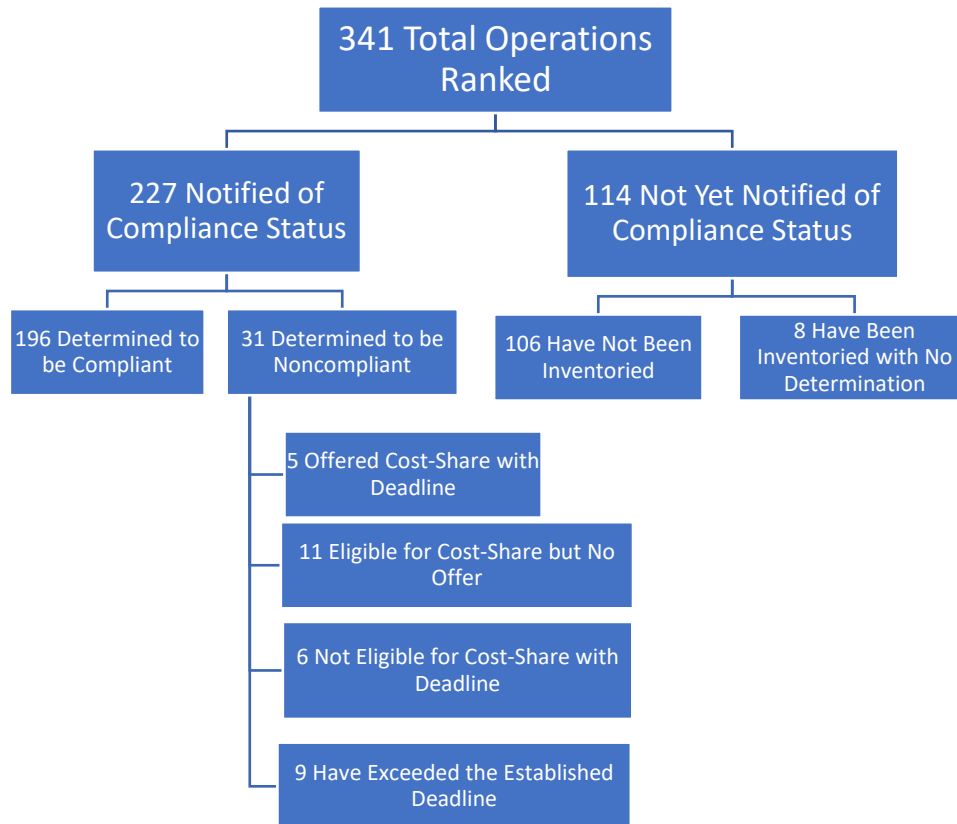 341 Total Operations
Ranked
227 Notified of
Compliance Status
114 Not Yet Notified of
Compliance Status
196 Determined to
be Compliant
31 Determined to be
Noncompliant
106 Have Not Been
Inventoried
8 Have Been
Inventoried with No
Determination
5 Offered Cost-Share with
Deadline
11 Eligible for Cost-Share but No
Offer
6 Not Eligible for Cost-Share with
Deadline
9 Have Exceeded the Established
Deadline